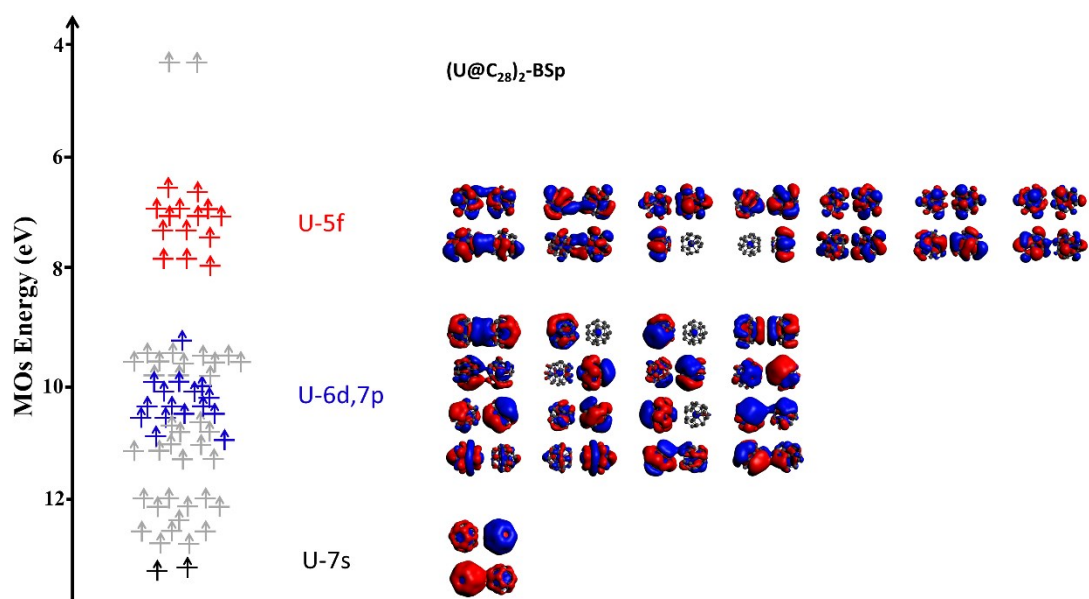 4
(U@C₂₈)₂-BSp
6
U-5f
8
MOs Energy (eV)
10
U-6d,7p
12
U-7s